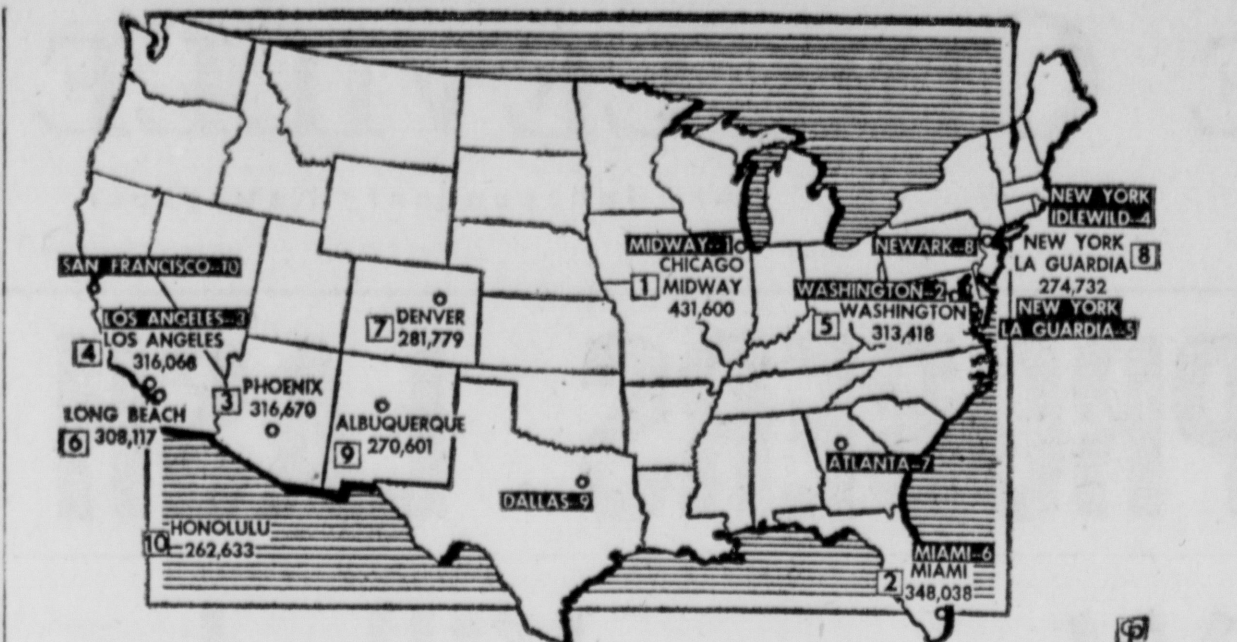 NEW YORK
IDLEWILD--4
MIDWAY--1
CHICAGO
1 MIDWAY
431,600
NEWARK--8
NEW YORK 8
LA GUARDIA
274,732
SAN FRANCISCO--10
WASHINGTON--2
5 WASHINGTON
313,418
NEW YORK
LA GUARDIA--5
LOS ANGELES--3
LOS ANGELES
4 316,068
7 DENVER
281,779
3 PHOENIX
316,670
LONG BEACH
6 308,117
ALBUQUERQUE
9 270,601
ATLANTA--7
DALLAS--9
10 HONOLULU
262,633
MIAMI--6
MIAMI
2 348,038